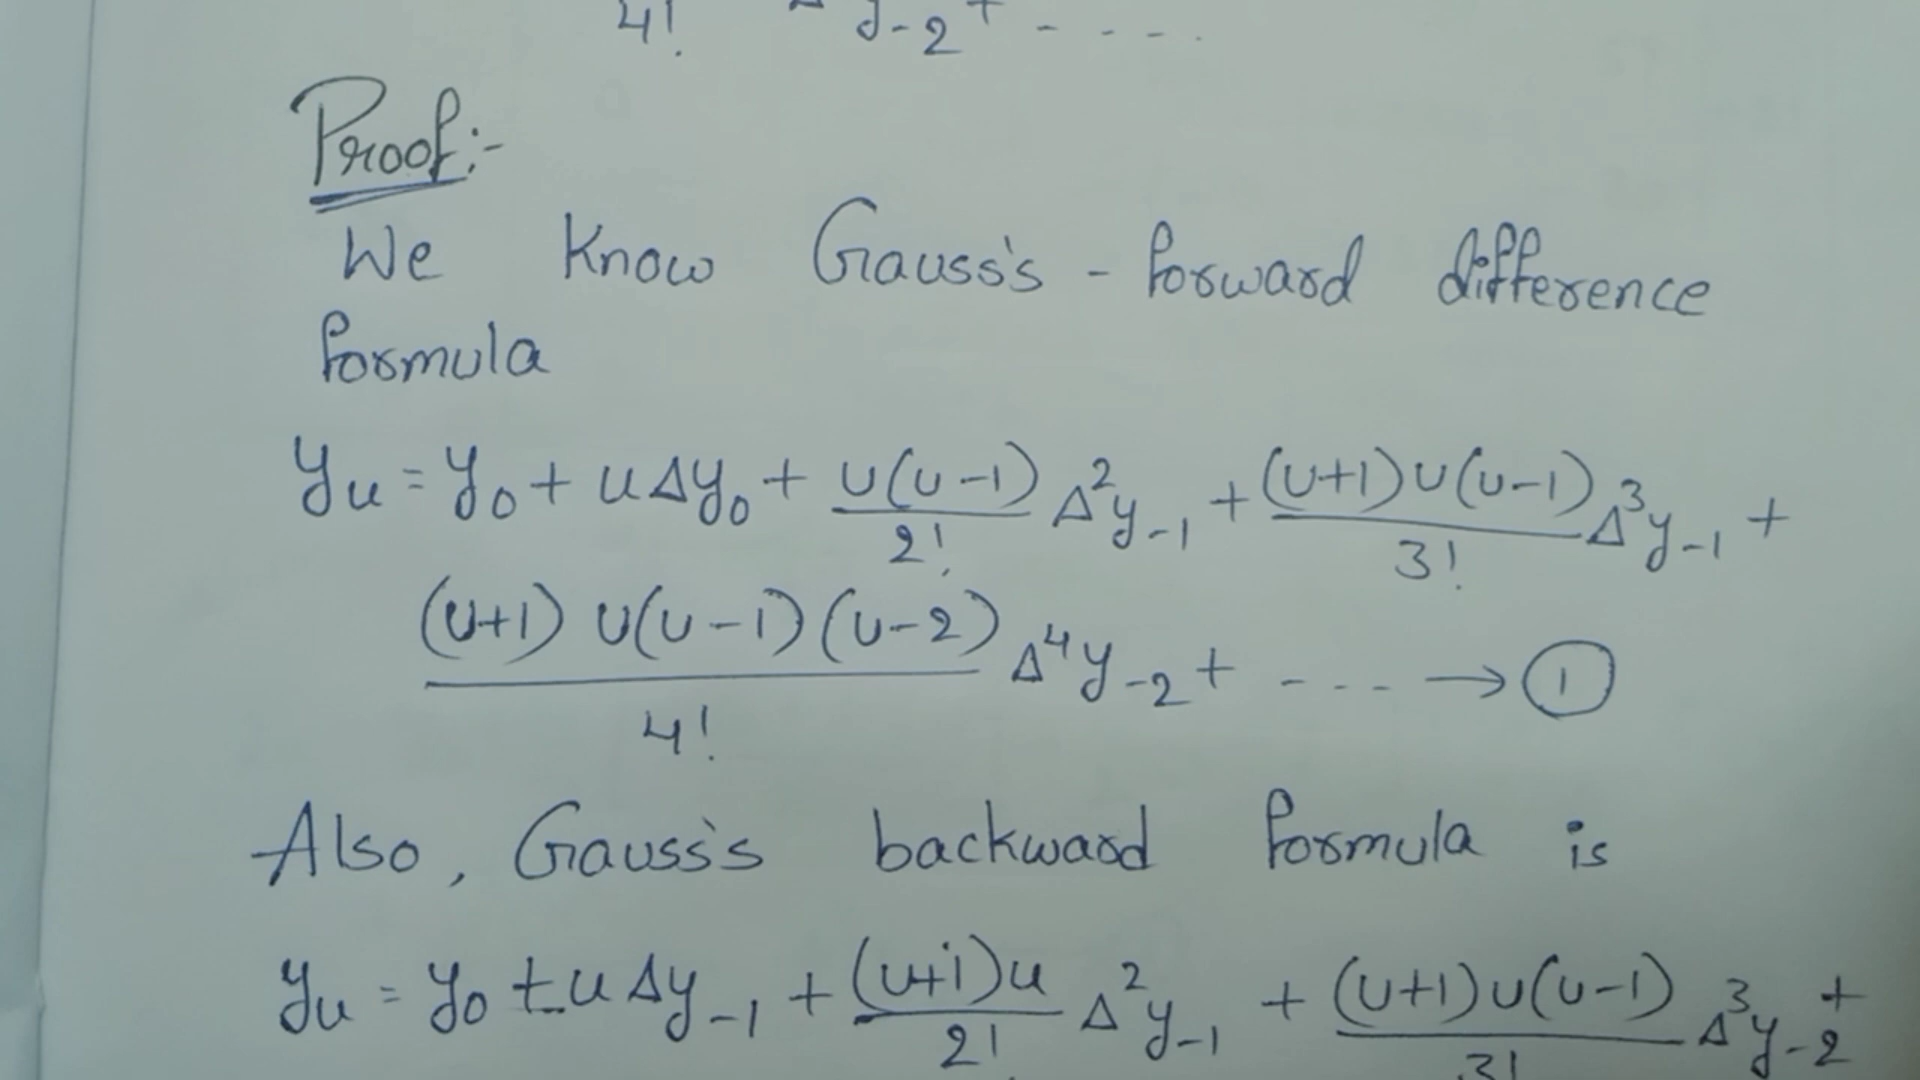 4! Δ y-2 + - - - -
Proof:-
We know Gauss's - forward difference
formula
yu = y0 + uΔy0 + u(u-1)/2! Δ²y-1 + (u+1)u(u-1)/3! Δ³y-1 +
(u+1) u(u-1)(u-2)/4! Δ⁴y-2 + - - - - → ①
Also, Gauss's backward formula is
yu = y0 + uΔy-1 + (u+1)u/2! Δ²y-1 + (u+1)u(u-1)/3! Δ³y-2 +